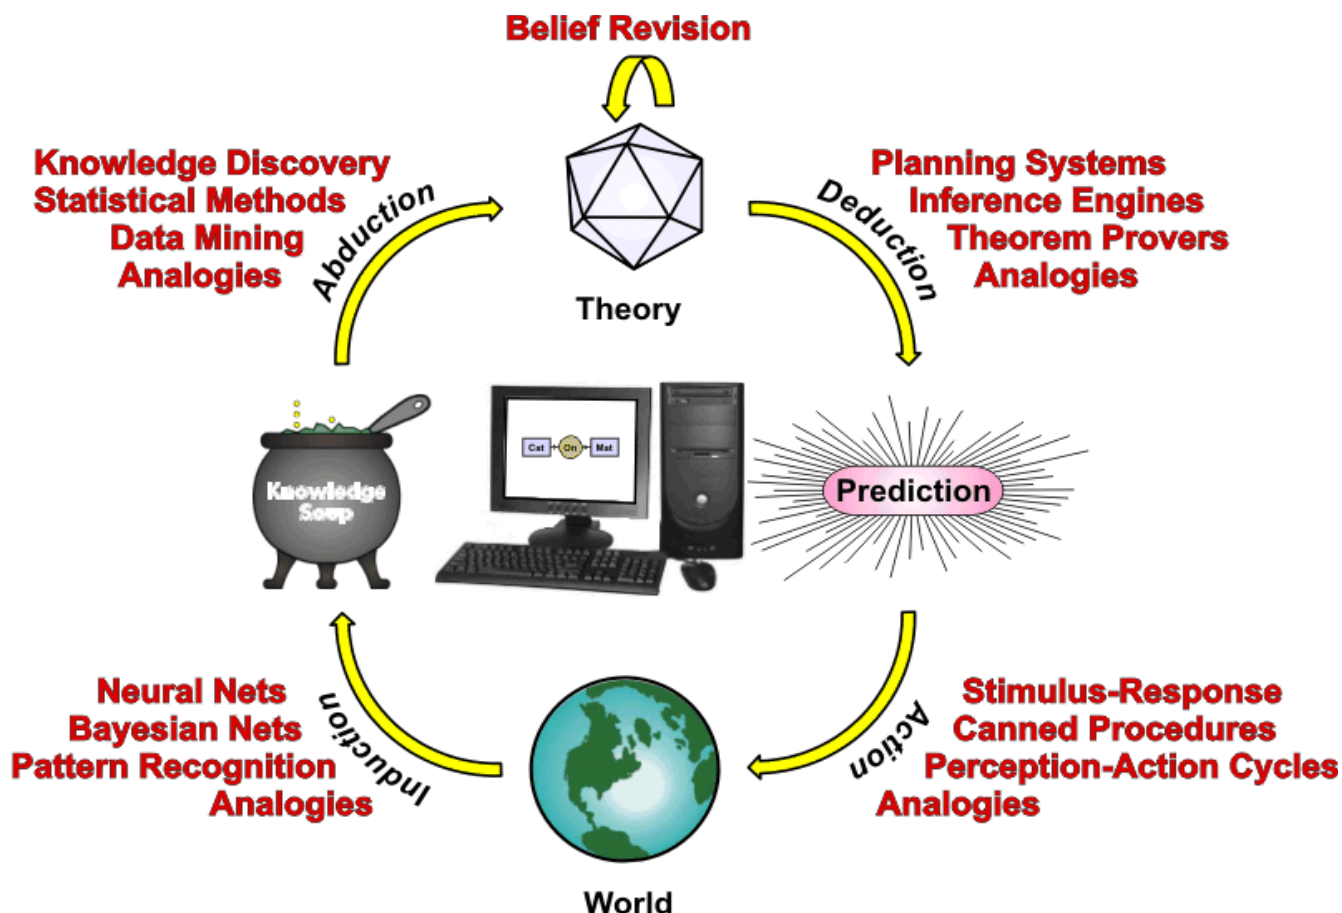 Belief Revision
Knowledge Discovery
Statistical Methods
Data Mining
Analogies
Abduction
Theory
Deduction
Planning Systems
Inference Engines
Theorem Provers
Analogies
Knowledge
Soup
Cat On Mat
Prediction
Neural Nets
Bayesian Nets
Pattern Recognition
Analogies
Induction
World
Action
Stimulus-Response
Canned Procedures
Perception-Action Cycles
Analogies